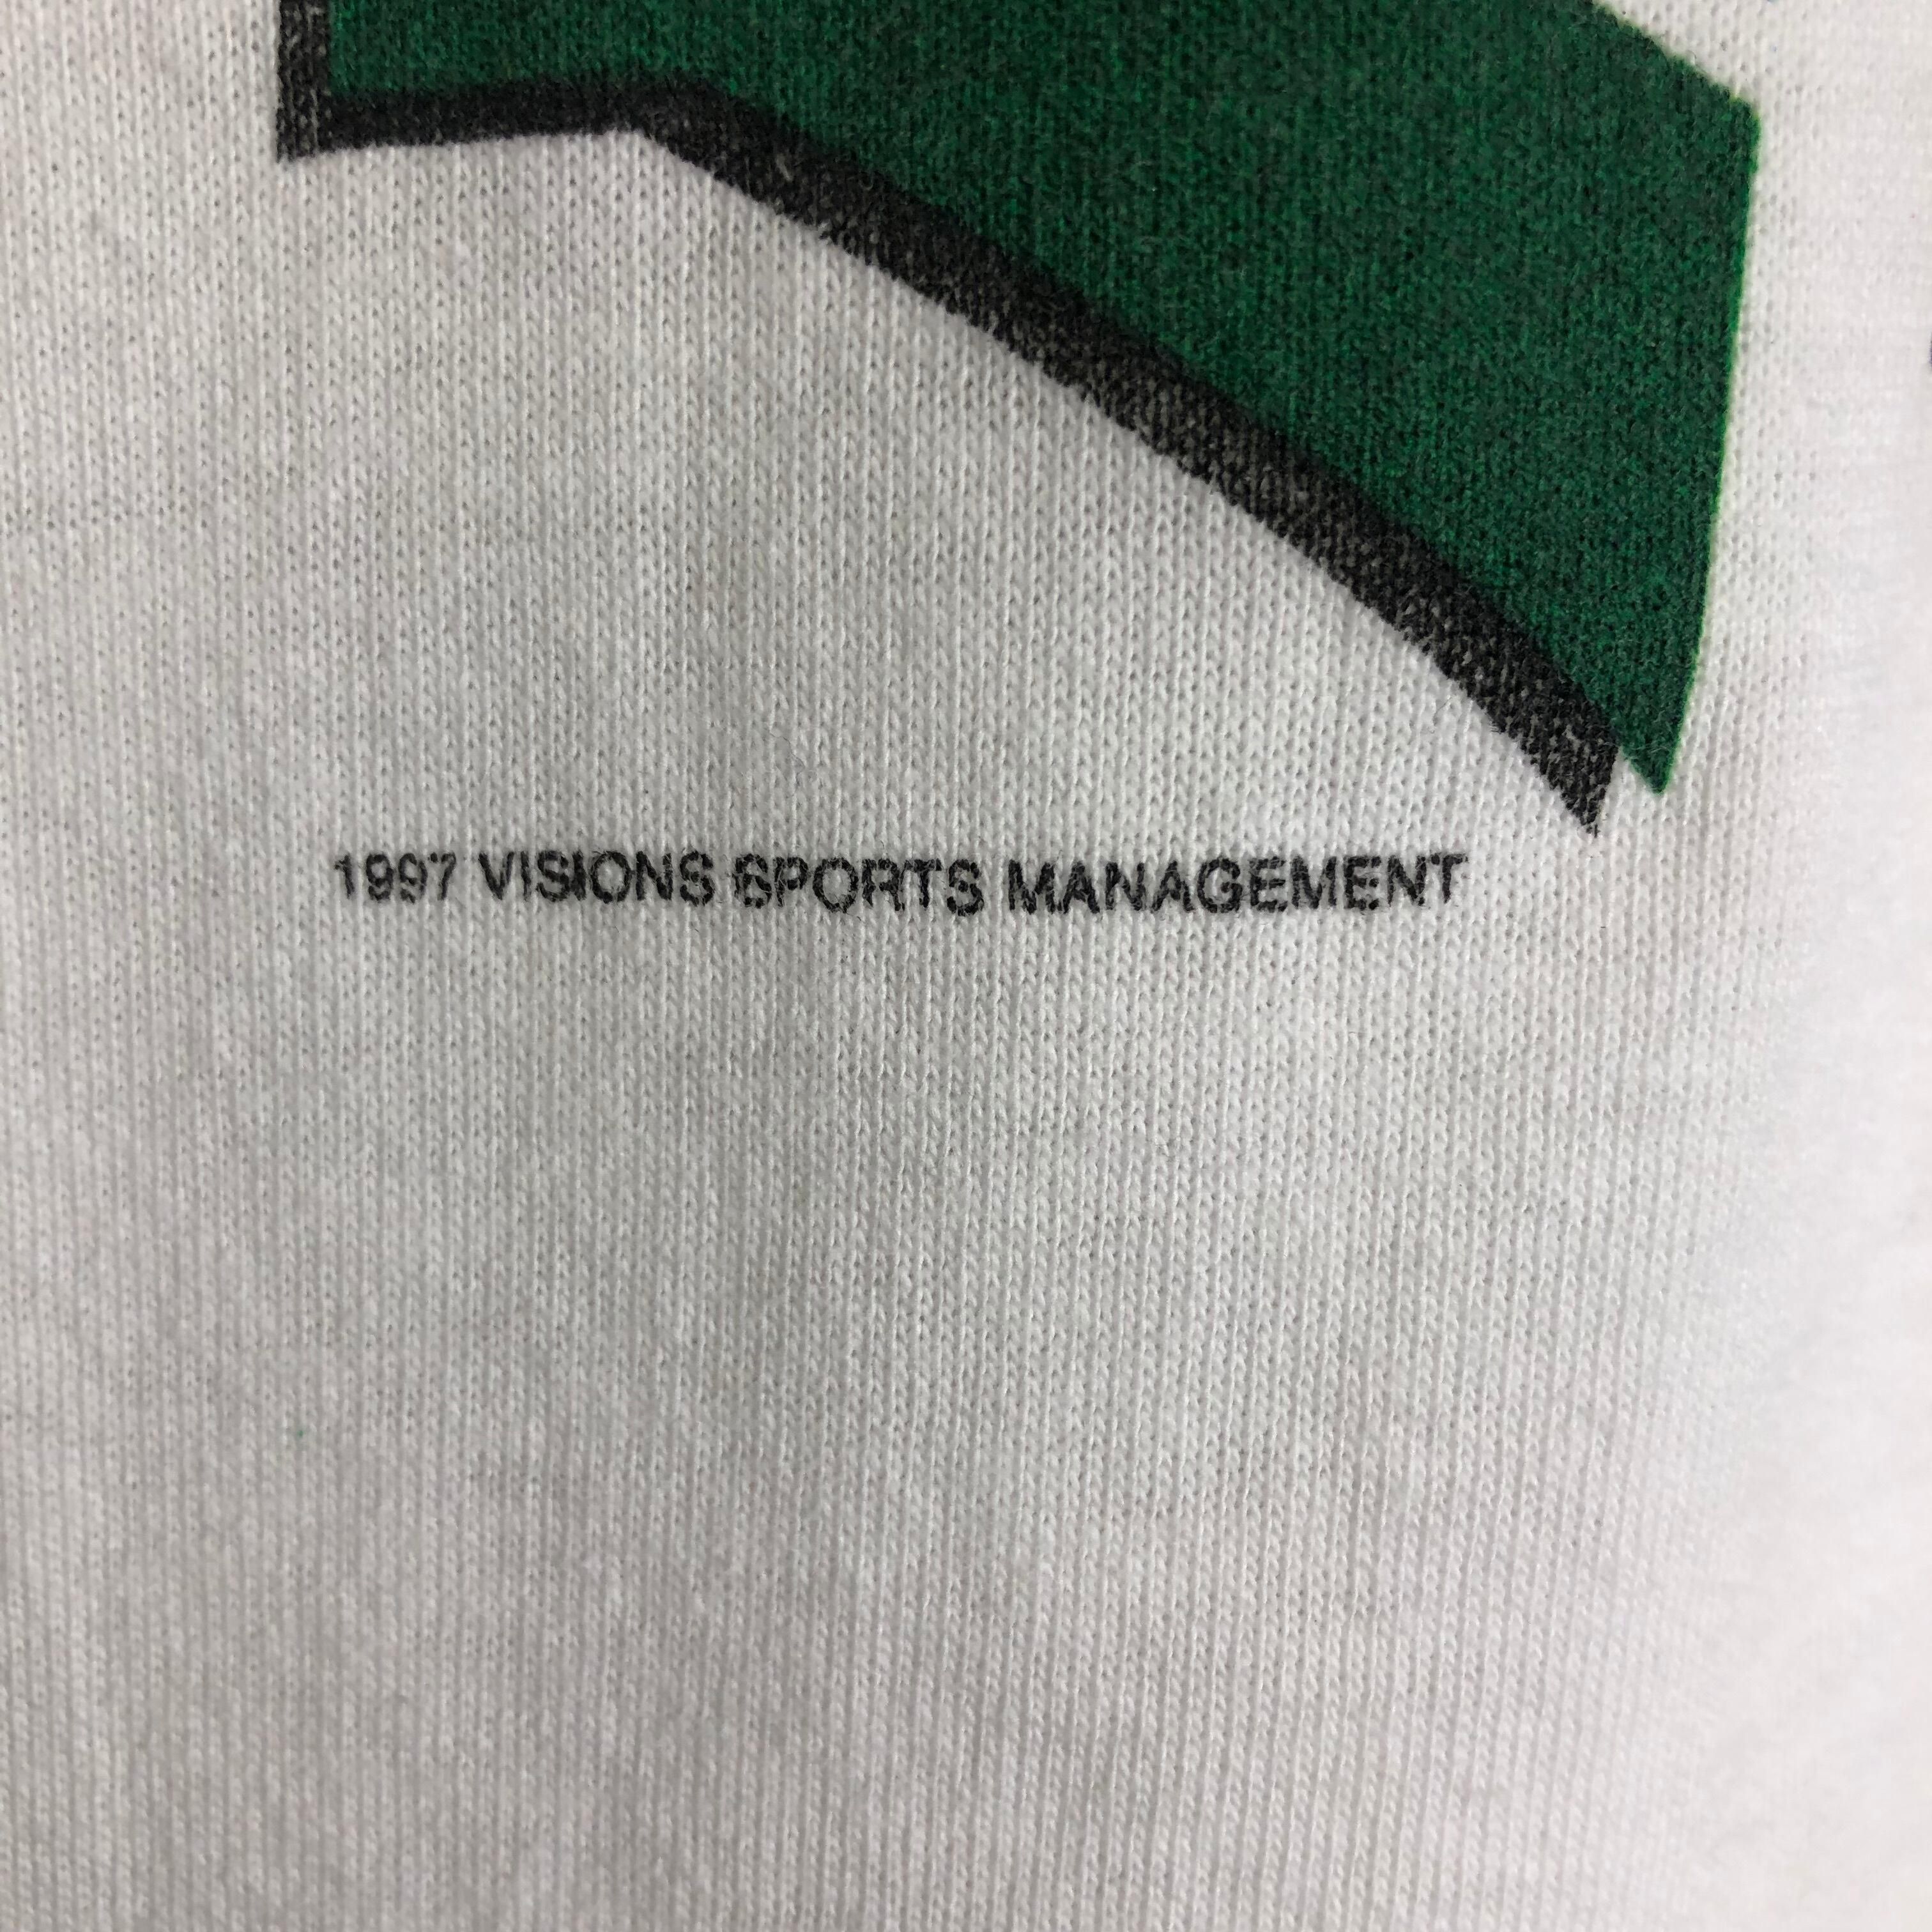 1997 VISIONS SPORTS MANAGEMENT